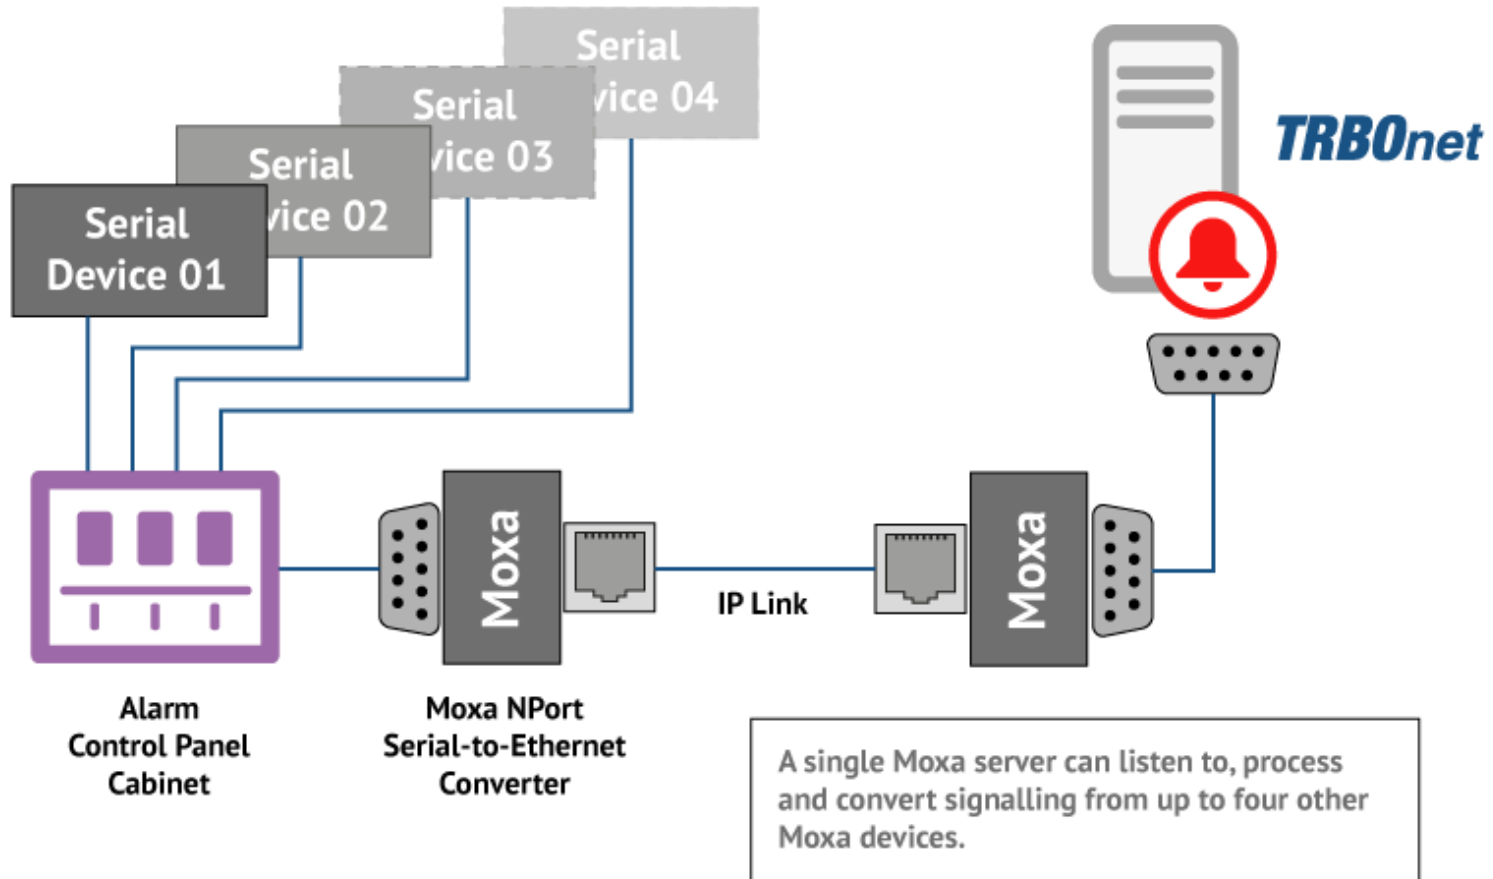 Serial
vice 04
Serial
vice 03
Serial
vice 02
Serial
Device 01
TRBOnet
Moxa
Moxa
IP Link
Alarm
Control Panel
Cabinet
Moxa NPort
Serial-to-Ethernet
Converter
A single Moxa server can listen to, process
and convert signalling from up to four other
Moxa devices.